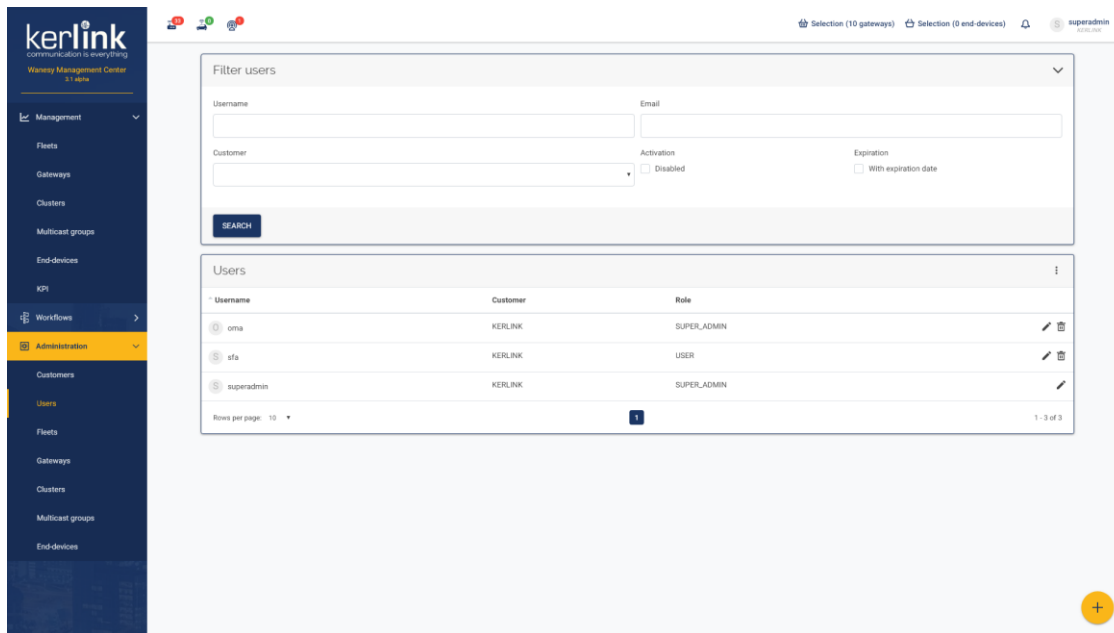 kerlink
communication is everything
Wanesy Management Center
3.1 alpha
Selection (10 gateways) Selection (0 end-devices) S superadmin
KERLINK
Management
Fleets
Gateways
Clusters
Multicast groups
End-devices
KPI
Workflows
Administration
Customers
Users
Fleets
Gateways
Clusters
Multicast groups
End-devices
Filter users
Username Email
Customer Activation Expiration
Disabled With expiration date
SEARCH
Users
Username Customer Role
O oma KERLINK SUPER_ADMIN
S sfa KERLINK USER
S superadmin KERLINK SUPER_ADMIN
Rows per page: 10 1 1 - 3 of 3